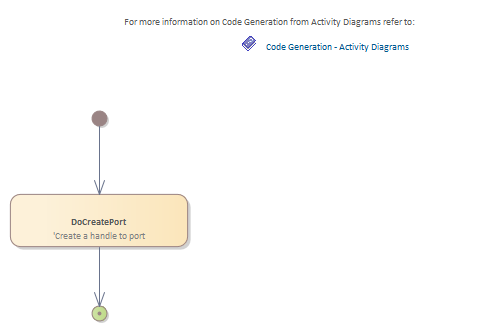 For more information on Code Generation from Activity Diagrams refer to:
Code Generation - Activity Diagrams
DoCreatePort
'Create a handle to port